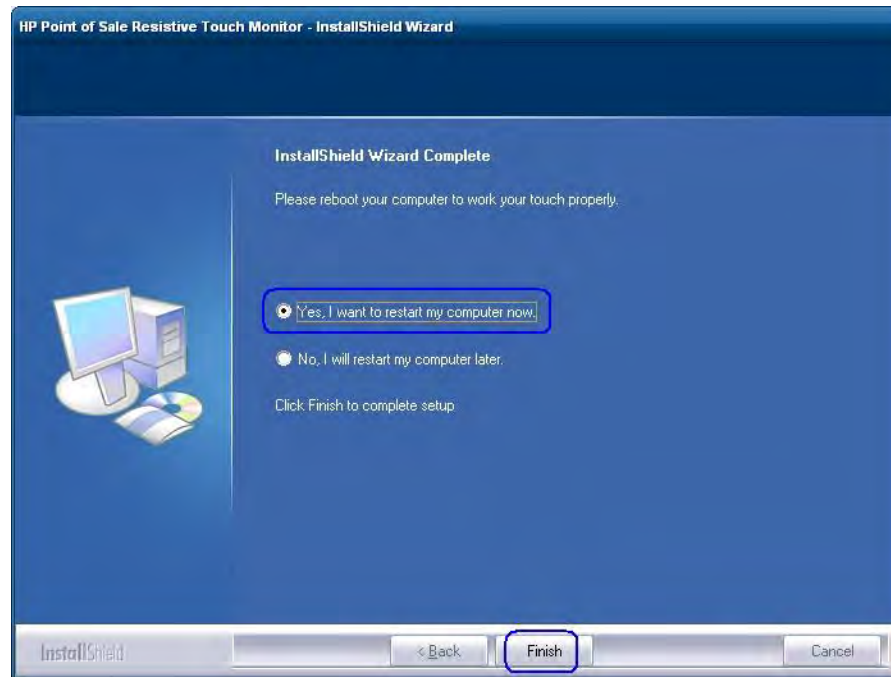 HP Point of Sale Resistive Touch Monitor - InstallShield Wizard
InstallShield Wizard Complete
Please reboot your computer to work your touch properly.
Yes, I want to restart my computer now.
No, I will restart my computer later.
Click Finish to complete setup
InstallShield
< Back
Finish
Cancel